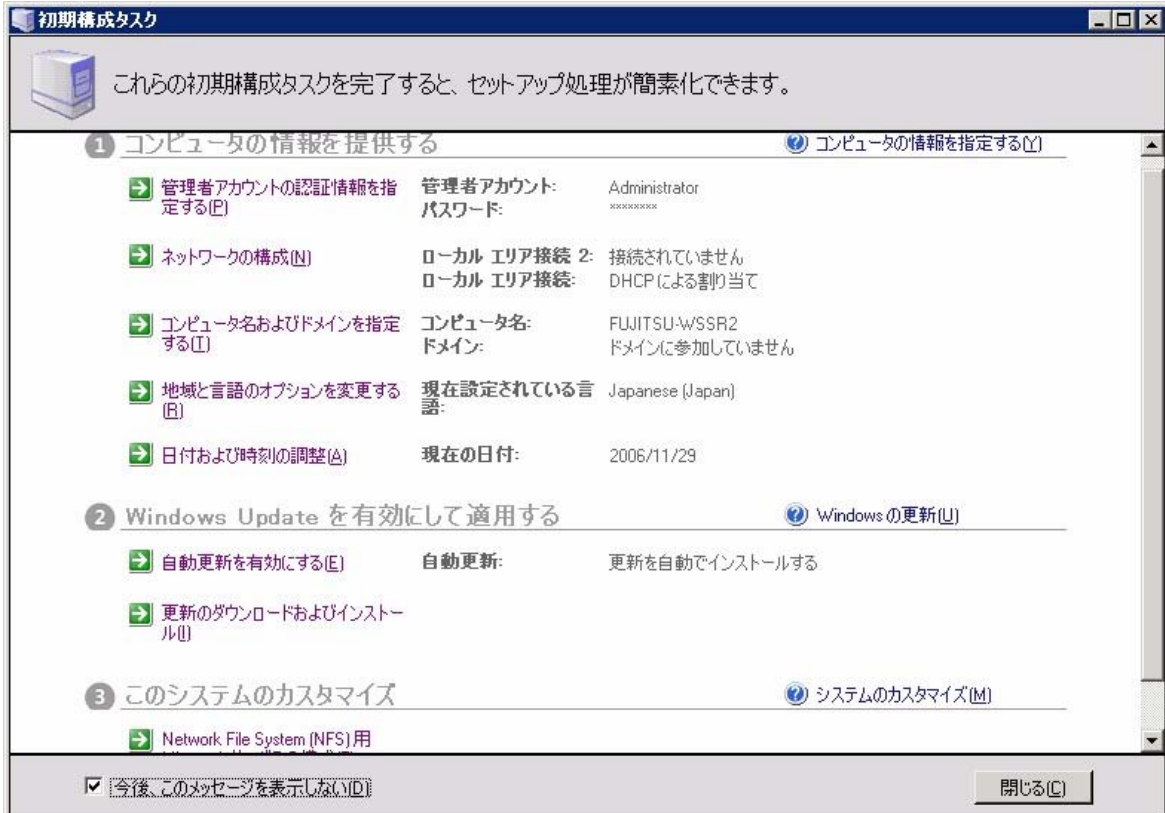 初期構成タスク
これらの初期構成タスクを完了すると、セットアップ処理が簡素化できます。
1 コンピュータの情報を提供する
コンピュータの情報を指定する(Y)
管理者アカウントの認証情報を指
定する(P)
管理者アカウント:
Administrator
パスワード:
********
ネットワークの構成(N)
ローカル エリア接続 2:
接続されていません
ローカル エリア接続:
DHCPによる割り当て
コンピュータ名およびドメインを指定
する(T)
コンピュータ名:
FUJITSU-WSSR2
ドメイン:
ドメインに参加していません
地域と言語のオプションを変更する
(R)
現在設定されている言
語:
Japanese (Japan)
日付および時刻の調整(A)
現在の日付:
2006/11/29
2 Windows Update を有効にして適用する
Windows の更新(U)
自動更新を有効にする(E)
自動更新:
更新を自動でインストールする
更新のダウンロードおよびインストー
ル(I)
3 このシステムのカスタマイズ
システムのカスタマイズ(M)
Network File System (NFS) 用
今後、このメッセージを表示しない(D)
閉じる(C)